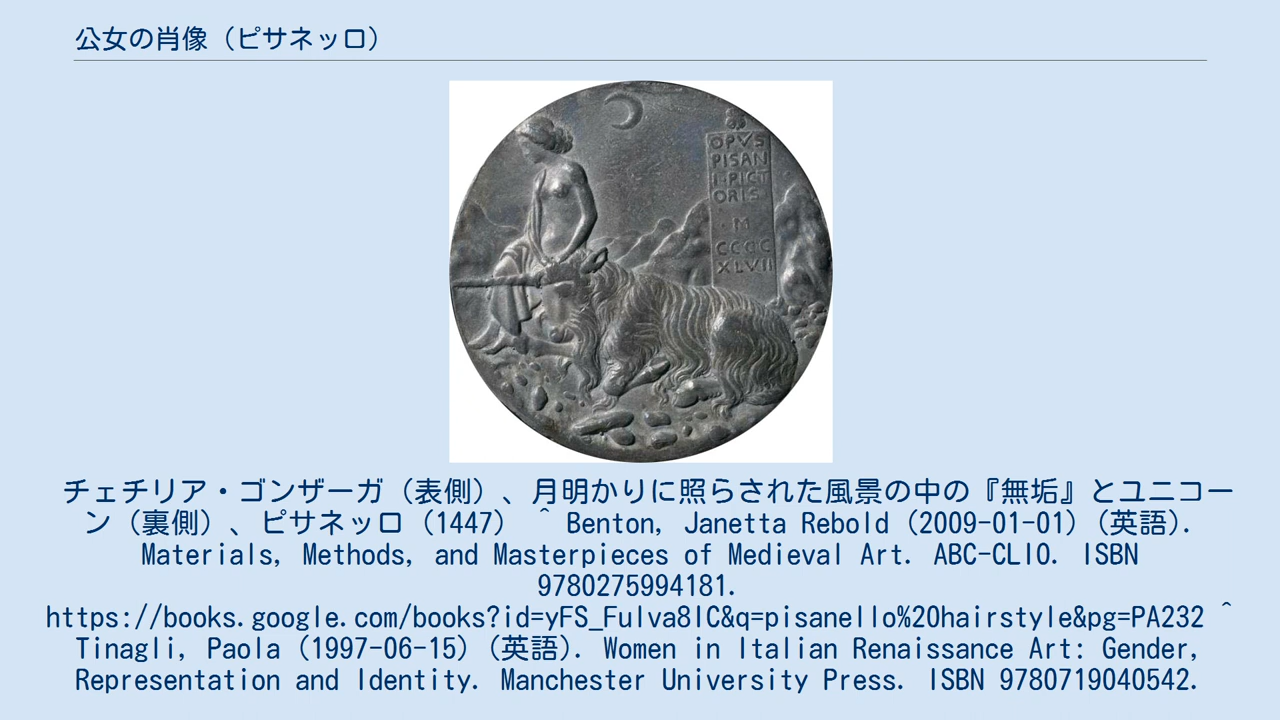 公女の肖像（ピサネッロ）
OPVS
PISAN
I·PICT
ORIS
·M·
CCCC
XLVII
チェチリア・ゴンザーガ（表側）、月明かりに照らされた風景の中の『無垢』とユニコー
ン（裏側）、ピサネッロ（1447） ^ Benton, Janetta Rebold (2009-01-01) (英語).
Materials, Methods, and Masterpieces of Medieval Art. ABC-CLIO. ISBN
9780275994181.
https://books.google.com/books?id=yFS_Fulva8IC&q=pisanello%20hairstyle&pg=PA232 ^
Tinagli, Paola (1997-06-15) (英語). Women in Italian Renaissance Art: Gender,
Representation and Identity. Manchester University Press. ISBN 9780719040542.